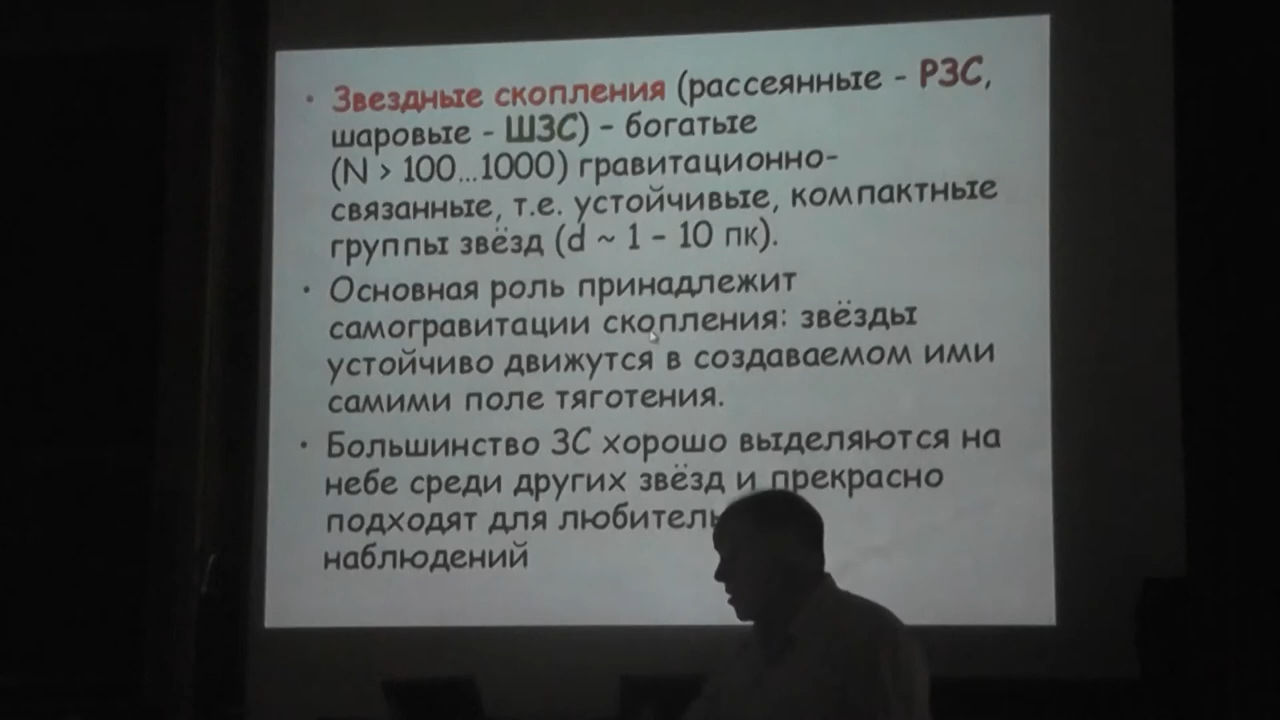 • Звездные скопления (рассеянные - РЗС,
шаровые - ШЗС) – богатые
(N > 100...1000) гравитационно-
связанные, т.е. устойчивые, компактные
группы звёзд (d ~ 1 – 10 пк).
• Основная роль принадлежит
самогравитации скопления: звёзды
устойчиво движутся в создаваемом ими
самими поле тяготения.
• Большинство ЗС хорошо выделяются на
небе среди других звёзд и прекрасно
подходят для
наблюдений